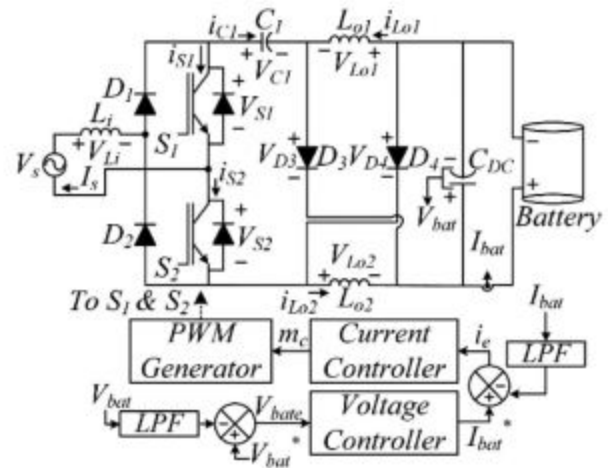 i_C1 C_1 L_o1 i_Lo1
+ − − +
i_S1 V_C1 V_Lo1
D_1 +
L_i V_S1
+ V_Li − S_1 −
V_s I_s
+ + −
V_D3 D_3 V_D4 D_4 C_DC
− − +
i_S2 V_bat
+ − +
Battery
D_2 V_S2
S_2 −
V_Lo2 I_bat
+ −
i_Lo2 L_o2
To S_1 & S_2
I_bat
PWM Generator
m_c
Current Controller
i_e
LPF
−
+
V_bat
LPF
−
+
V_bate
V_bat*
Voltage Controller
I_bat*